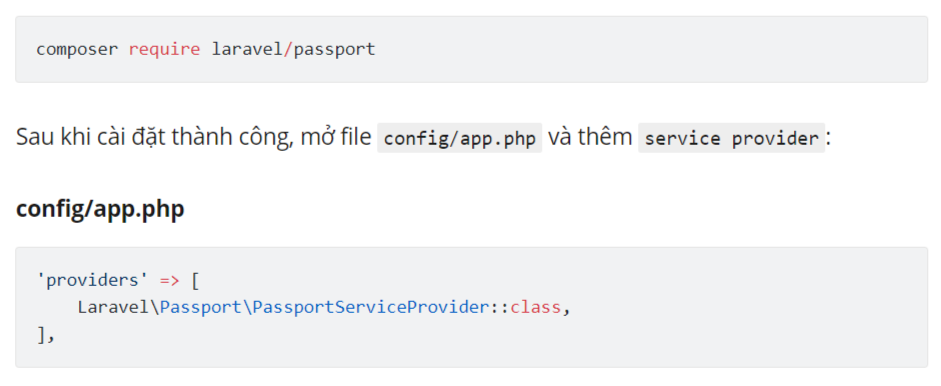 composer require laravel/passport
Sau khi cài đặt thành công, mở file config/app.php và thêm service provider:
config/app.php
'providers' => [
    Laravel\Passport\PassportServiceProvider::class,
],